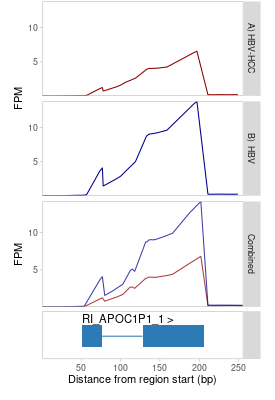 A) HBV-HCC
10
5
FPM
B) HBV
10
5
Combined
10
5
FPM
RI_APOC1P1_1 >
50 100 150 200 250
Distance from region start (bp)